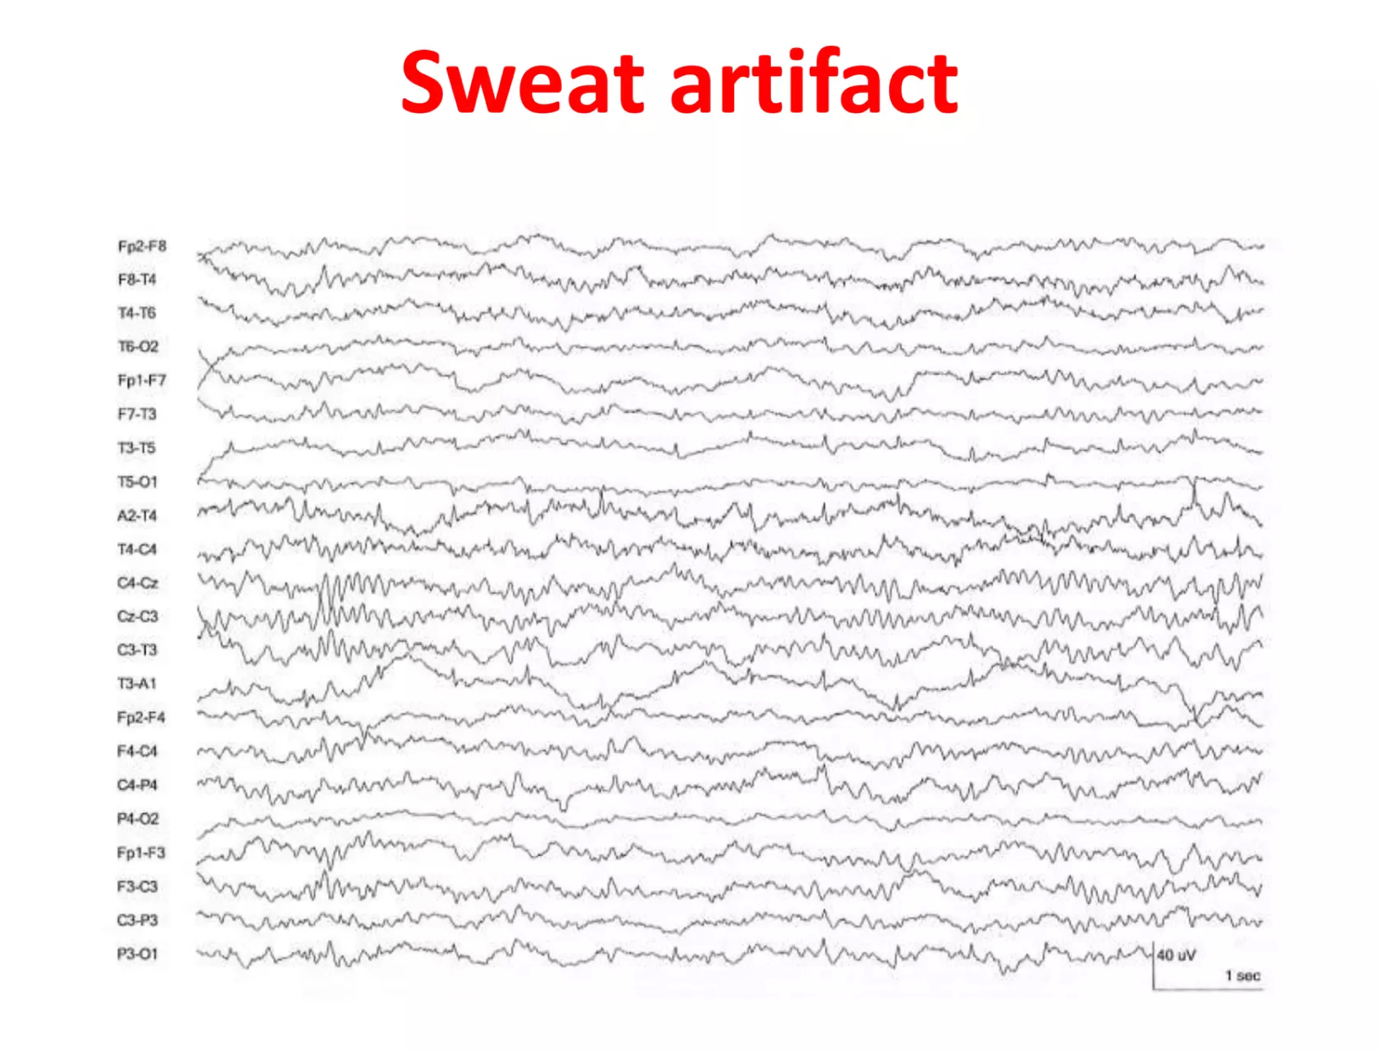 Sweat artifact
Fp2-F8
F8-T4
T4-T6
T6-O2
Fp1-F7
F7-T3
T3-T5
T5-O1
A2-T4
T4-C4
C4-Cz
Cz-C3
C3-T3
T3-A1
Fp2-F4
F4-C4
C4-P4
P4-O2
Fp1-F3
F3-C3
C3-P3
P3-O1
40 uV
1 sec